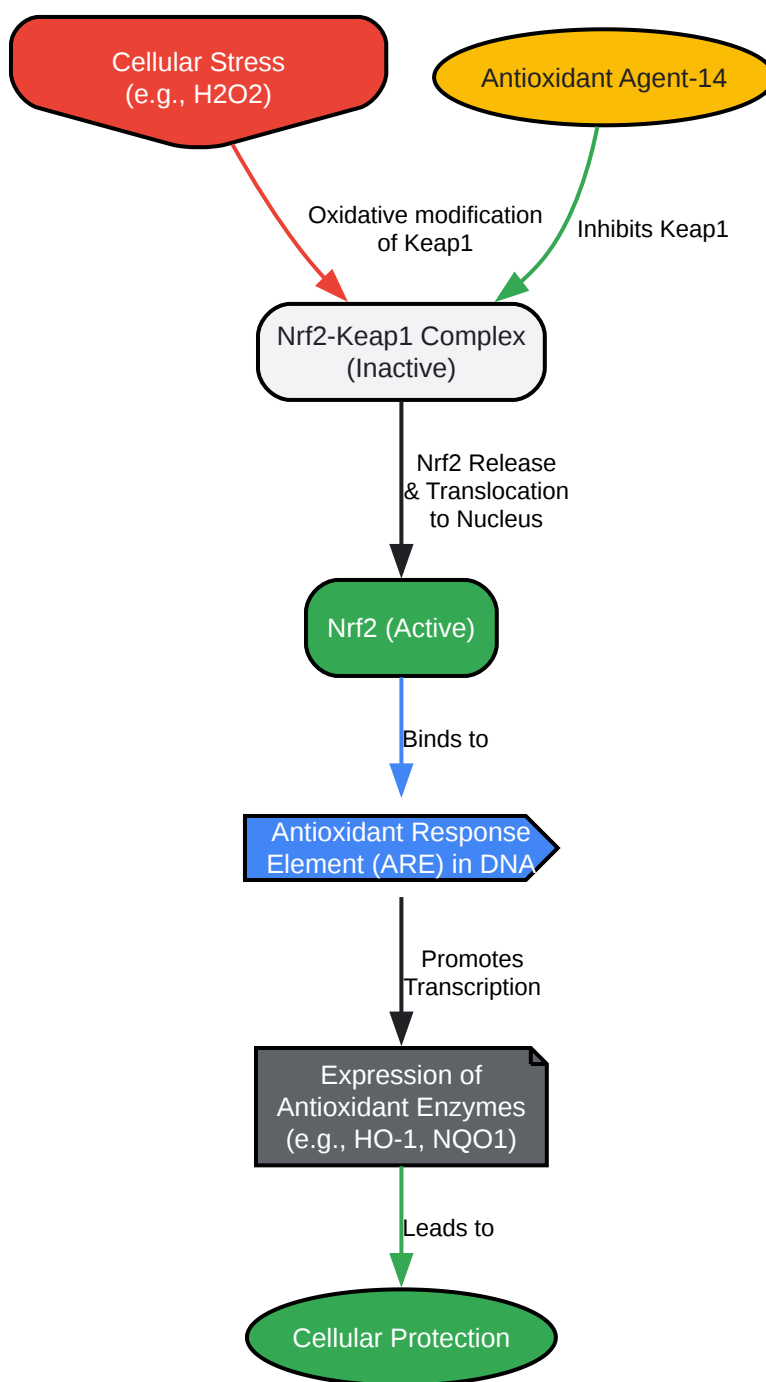 Cellular Stress
(e.g., H2O2)
Antioxidant Agent-14
Oxidative modification
of Keap1
Inhibits Keap1
Nrf2-Keap1 Complex
(Inactive)
Nrf2 Release
& Translocation
to Nucleus
Nrf2 (Active)
Binds to
Antioxidant Response
Element (ARE) in DNA
Promotes
Transcription
Expression of
Antioxidant Enzymes
(e.g., HO-1, NQO1)
Leads to
Cellular Protection